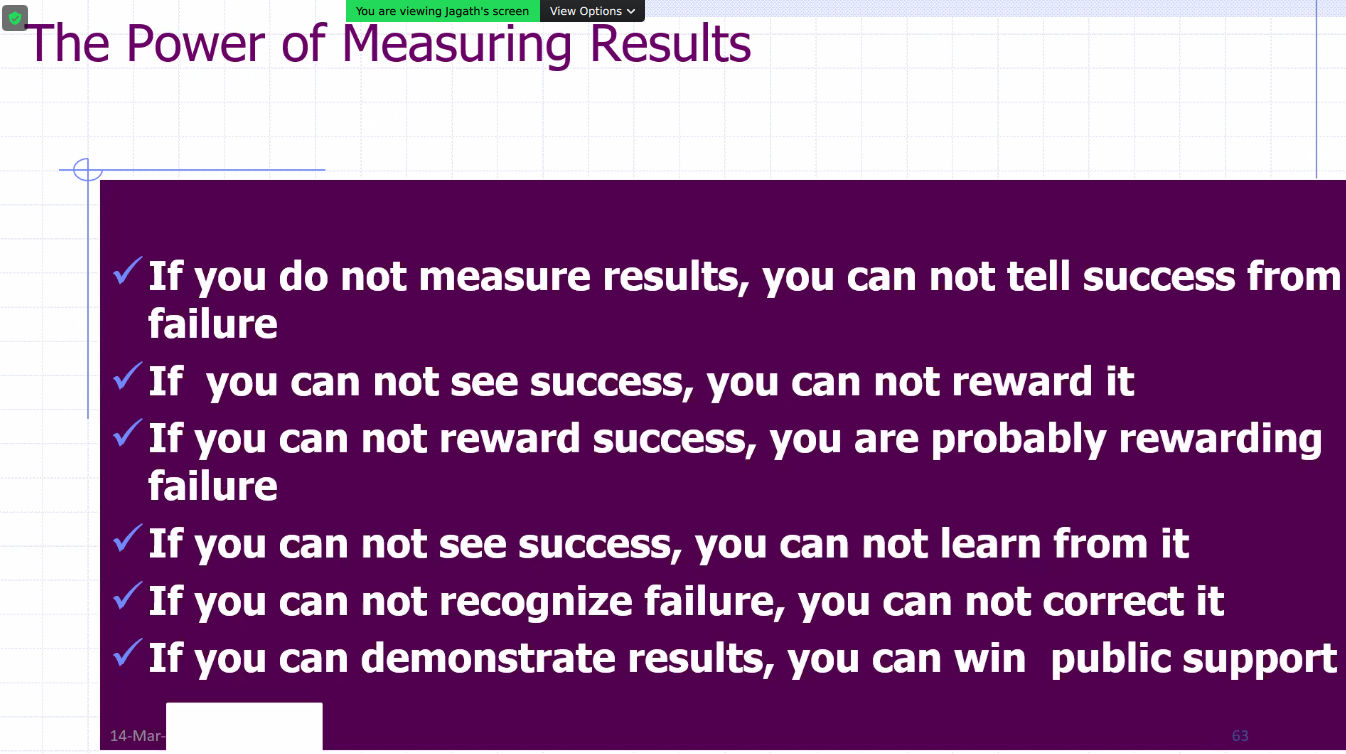 You are viewing Jagath's screen View Options
The Power of Measuring Results
If you do not measure results, you can not tell success from
failure
If you can not see success, you can not reward it
If you can not reward success, you are probably rewarding
failure
If you can not see success, you can not learn from it
If you can not recognize failure, you can not correct it
If you can demonstrate results, you can win public support
14-Mar-
63